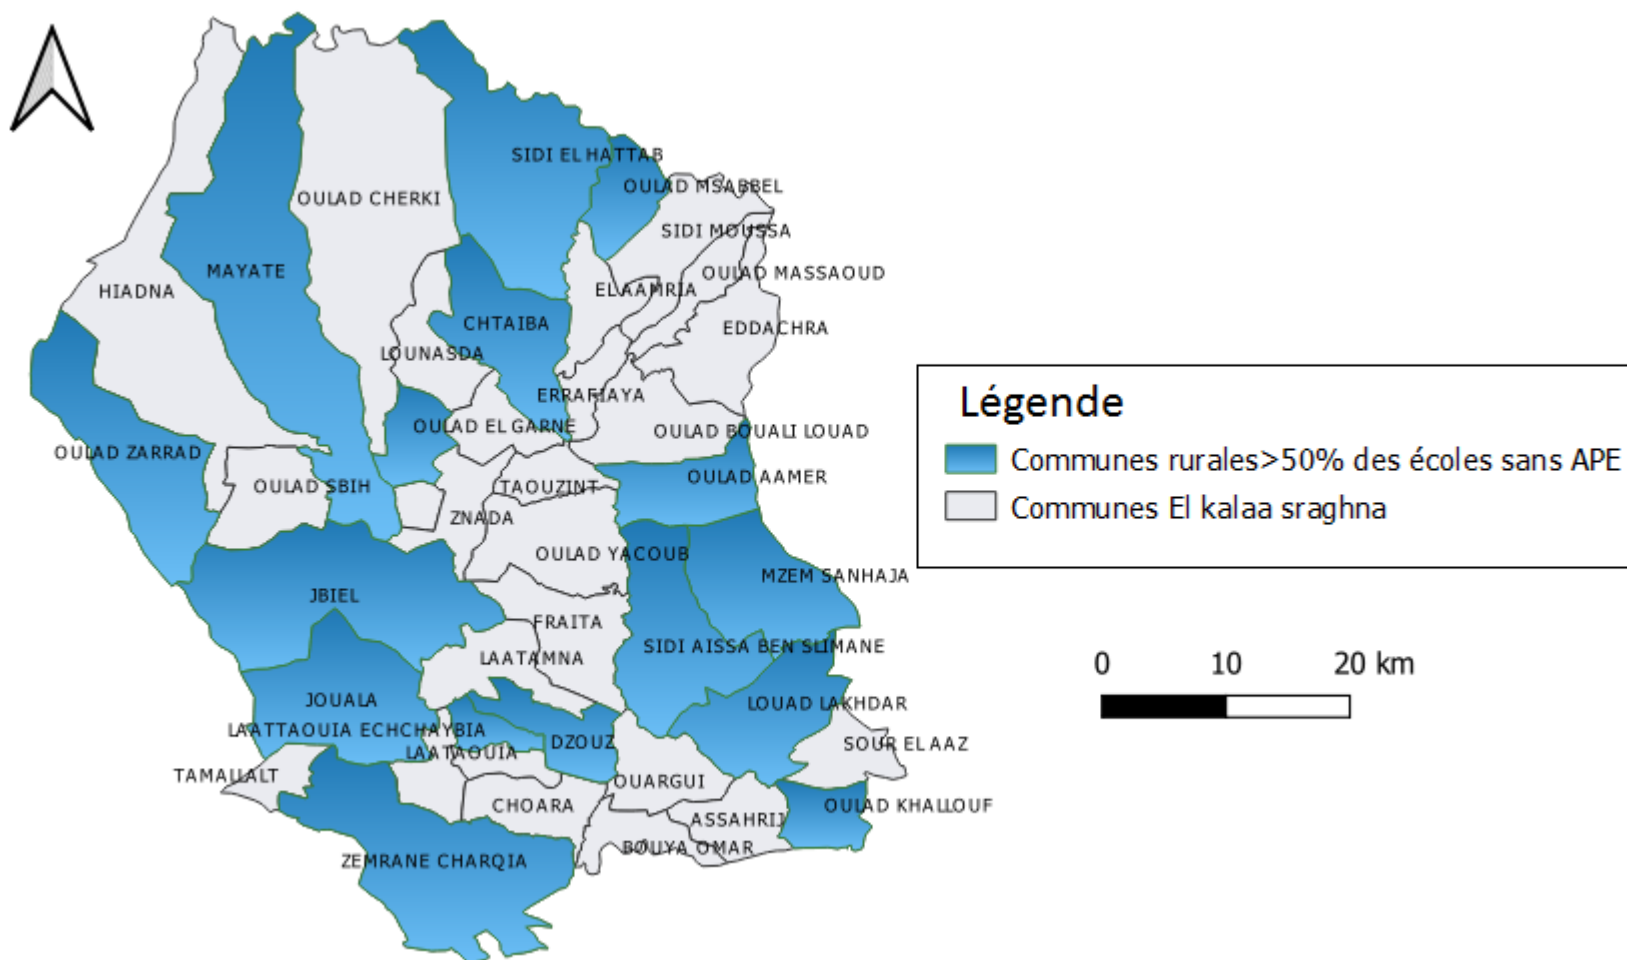 SIDI EL HATTAB
OULAD MSABBEL
OULAD CHERKI
SIDI MOUSSA
MAYATE
OULAD MASSAOUD
HIADNA
EL AAMRIA
CHTAIBA
EDDACHRA
LOUNASDA
ERRAFIAYA
OULAD EL GARNE
OULAD BOUALI LOUAD
OULAD ZARRAD
OULAD AAMER
OULAD SBIH
TAOUZINT
ZNADA
OULAD YACOUB
MZEM SANHAJA
JBIEL
FRAITA
SIDI AISSA BEN SLIMANE
LAATAMNA
JOUALA
LOUAD LAKHDAR
LAATTAOUIA ECHCHAYBIA
DZOUZ
SOUR EL AAZ
LAATAOUIA
TAMALLALT
OUARGUI
CHOARA
OULAD KHALLOUF
ASSAHRIJ
BOUYA OMAR
ZEMRANE CHARQIA
Légende
Communes rurales>50% des écoles sans APE
Communes El kalaa sraghna
0 10 20 km